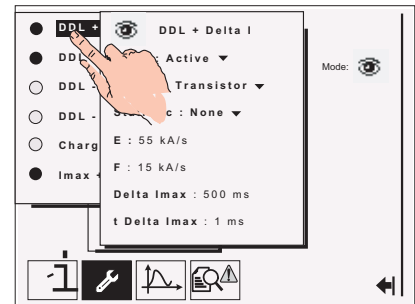 DDL +
DDL
DDL -
DDL -
Charg
Imax +
DDL + Delta I
: Active
Transistor
: None
E : 55 kA/s
F : 15 kA/s
Delta Imax : 500 ms
t Delta Imax : 1 ms
Mode: